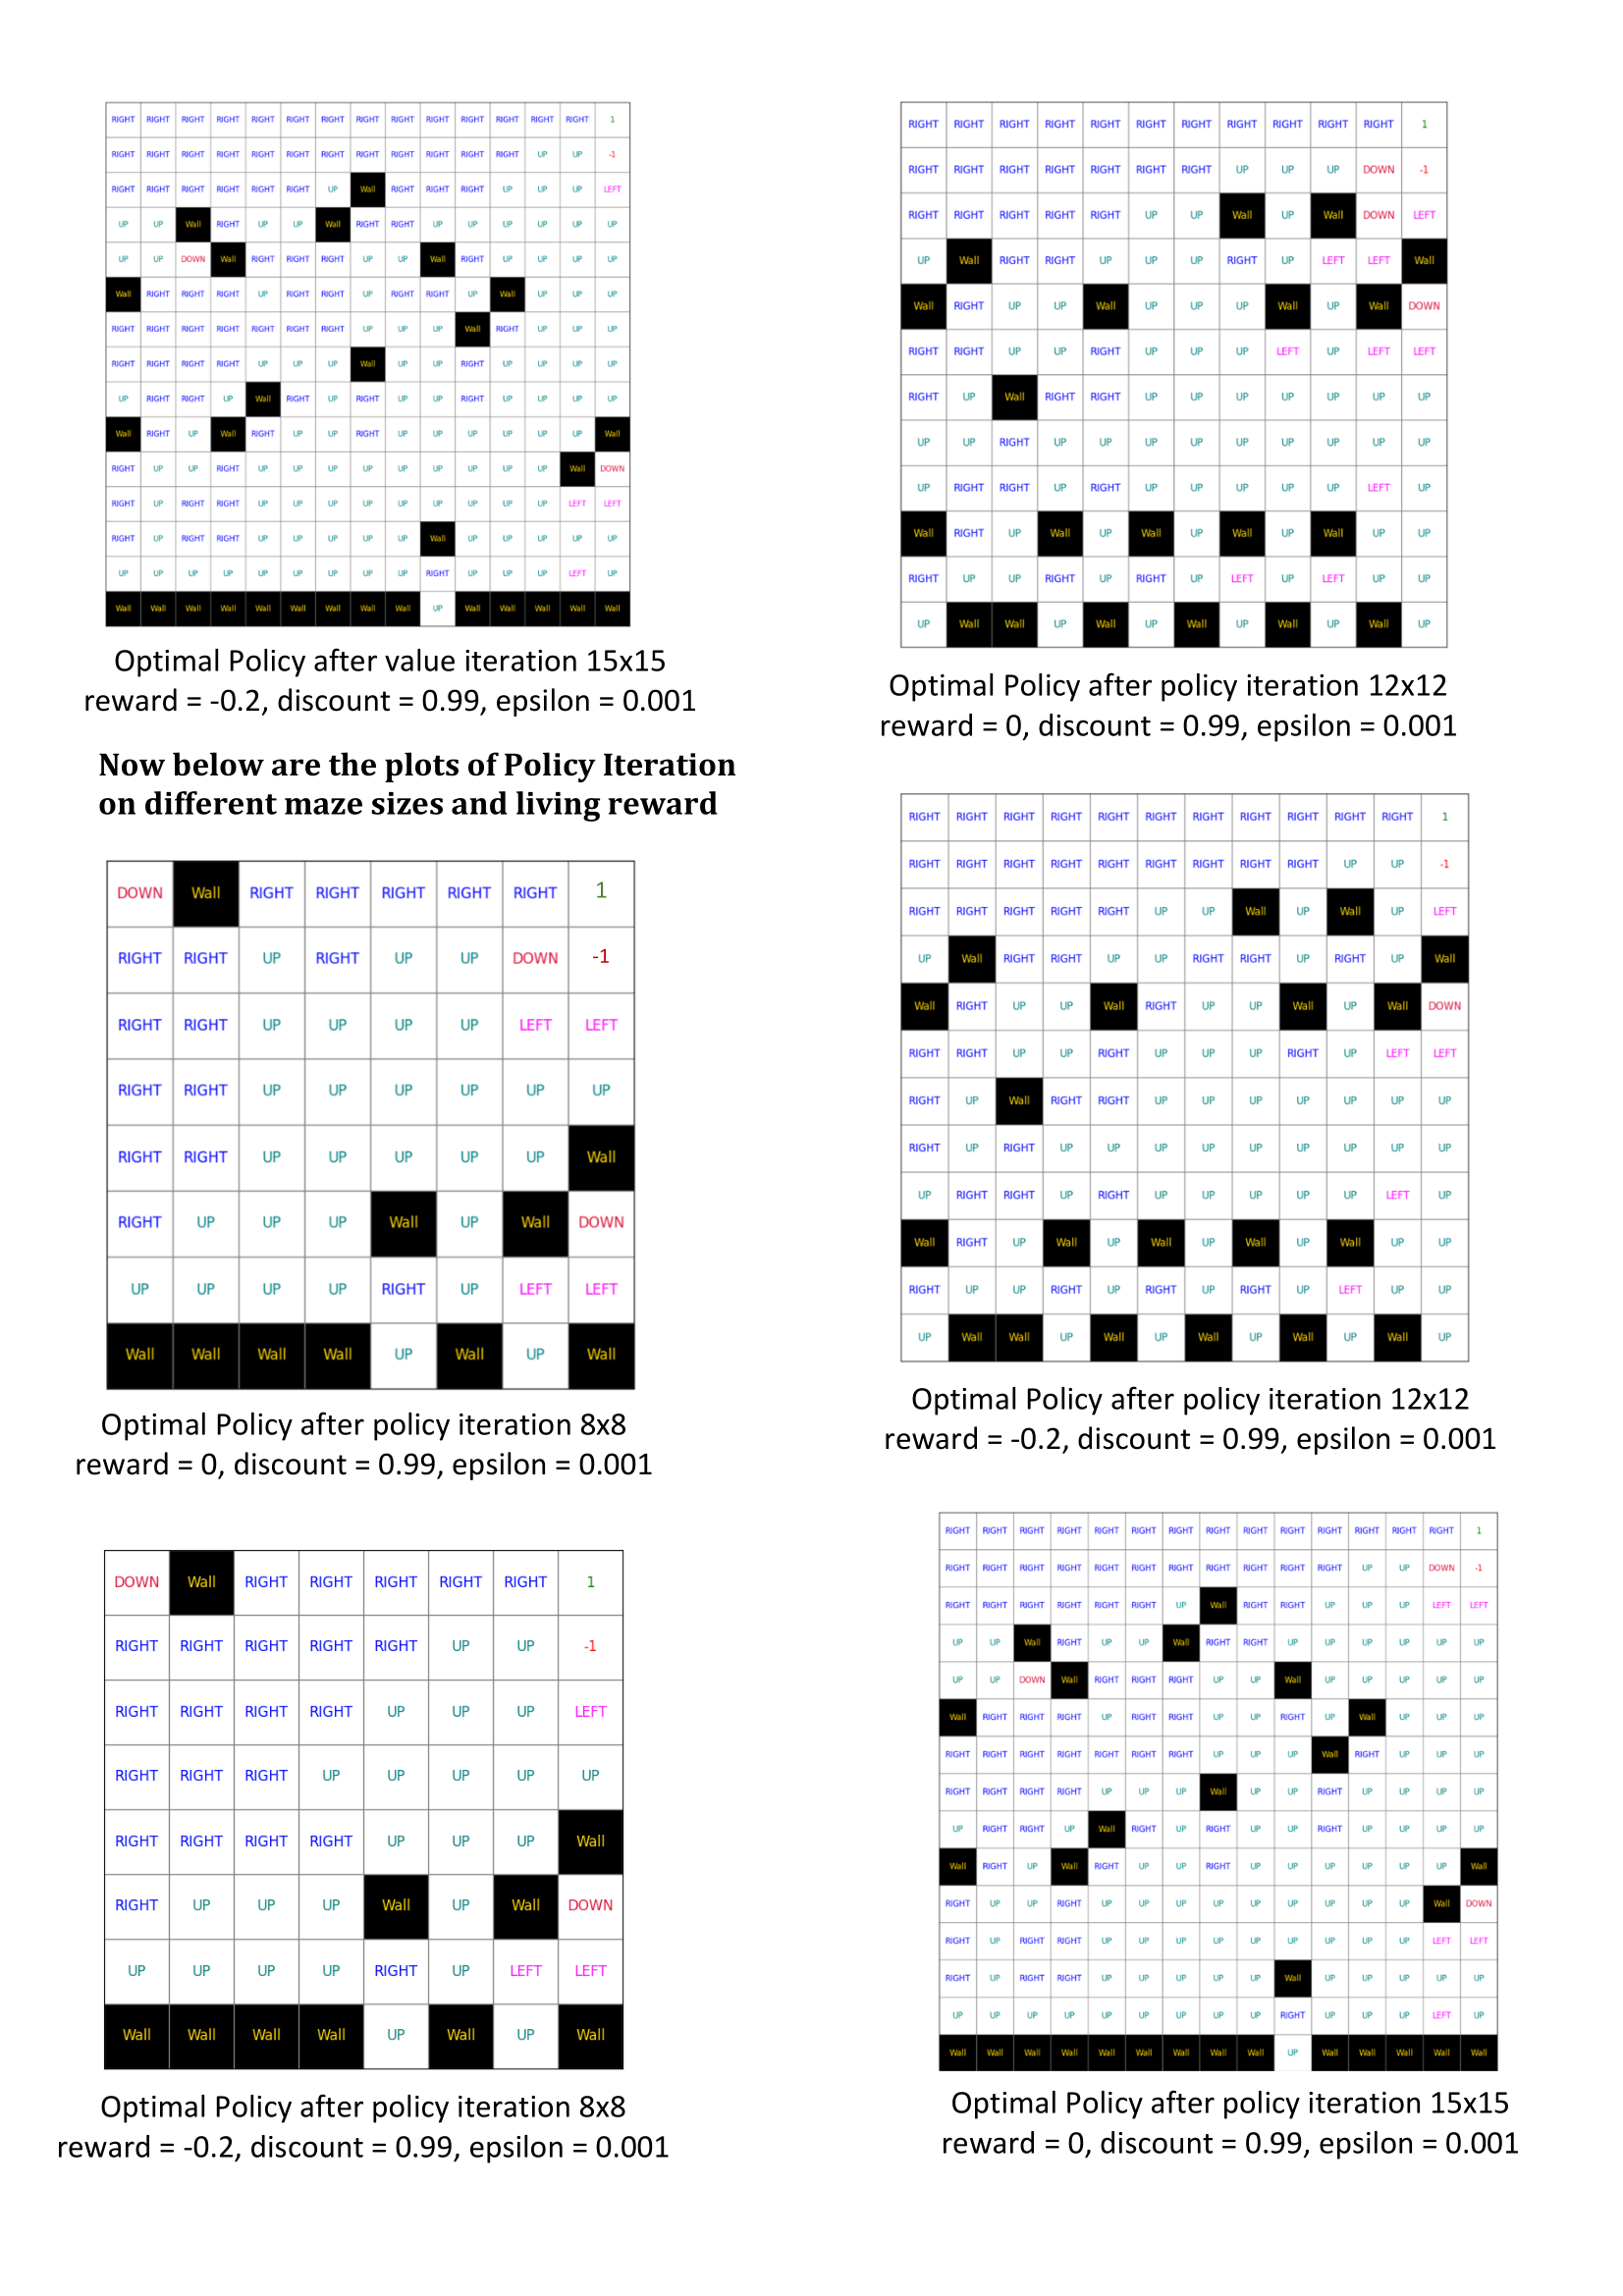 RIGHT RIGHT RIGHT RIGHT RIGHT RIGHT RIGHT RIGHT RIGHT RIGHT RIGHT RIGHT RIGHT RIGHT 1
RIGHT RIGHT RIGHT RIGHT RIGHT RIGHT RIGHT RIGHT RIGHT RIGHT RIGHT RIGHT UP UP -1
RIGHT RIGHT RIGHT RIGHT RIGHT RIGHT UP Wall RIGHT RIGHT RIGHT UP UP UP LEFT
UP UP Wall RIGHT UP UP Wall RIGHT RIGHT UP UP UP UP UP UP
UP UP DOWN Wall RIGHT RIGHT RIGHT UP UP Wall RIGHT UP UP UP UP
Wall RIGHT RIGHT RIGHT UP RIGHT RIGHT UP RIGHT RIGHT UP Wall UP UP UP
RIGHT RIGHT RIGHT RIGHT RIGHT RIGHT RIGHT UP UP UP Wall RIGHT UP UP UP
RIGHT RIGHT RIGHT RIGHT UP UP UP Wall UP UP RIGHT UP UP UP UP
UP RIGHT RIGHT UP Wall RIGHT UP RIGHT UP UP RIGHT UP UP UP UP
Wall RIGHT UP Wall RIGHT UP UP RIGHT UP UP UP UP UP UP Wall
RIGHT UP UP RIGHT UP UP UP UP UP UP UP UP UP Wall DOWN
RIGHT UP RIGHT RIGHT UP UP UP UP UP UP UP UP UP LEFT LEFT
RIGHT UP RIGHT RIGHT UP UP UP UP UP Wall UP UP UP UP UP
UP UP UP UP UP UP UP UP UP RIGHT UP UP UP LEFT UP
Wall Wall Wall Wall Wall Wall Wall Wall Wall UP Wall Wall Wall Wall Wall
Optimal Policy after value iteration 15x15
reward = -0.2, discount = 0.99, epsilon = 0.001
Now below are the plots of Policy Iteration
on different maze sizes and living reward
DOWN Wall RIGHT RIGHT RIGHT RIGHT RIGHT 1
RIGHT RIGHT UP RIGHT UP UP DOWN -1
RIGHT RIGHT UP UP UP UP LEFT LEFT
RIGHT RIGHT UP UP UP UP UP UP
RIGHT RIGHT UP UP UP UP UP Wall
RIGHT UP UP UP Wall UP Wall DOWN
UP UP UP UP RIGHT UP LEFT LEFT
Wall Wall Wall Wall UP Wall UP Wall
Optimal Policy after policy iteration 8x8
reward = 0, discount = 0.99, epsilon = 0.001
DOWN Wall RIGHT RIGHT RIGHT RIGHT RIGHT 1
RIGHT RIGHT RIGHT RIGHT RIGHT UP UP -1
RIGHT RIGHT RIGHT RIGHT UP UP UP LEFT
RIGHT RIGHT RIGHT UP UP UP UP UP
RIGHT RIGHT RIGHT RIGHT UP UP UP Wall
RIGHT UP UP UP Wall UP Wall DOWN
UP UP UP UP RIGHT UP LEFT LEFT
Wall Wall Wall Wall UP Wall UP Wall
Optimal Policy after policy iteration 8x8
reward = -0.2, discount = 0.99, epsilon = 0.001
RIGHT RIGHT RIGHT RIGHT RIGHT RIGHT RIGHT RIGHT RIGHT RIGHT RIGHT 1
RIGHT RIGHT RIGHT RIGHT RIGHT RIGHT RIGHT UP UP UP DOWN -1
RIGHT RIGHT RIGHT RIGHT RIGHT UP UP Wall UP Wall DOWN LEFT
UP Wall RIGHT RIGHT UP UP UP RIGHT UP LEFT LEFT Wall
Wall RIGHT UP UP Wall UP UP UP Wall UP Wall DOWN
RIGHT RIGHT UP UP RIGHT UP UP UP LEFT UP LEFT LEFT
RIGHT UP Wall RIGHT RIGHT UP UP UP UP UP UP UP
UP UP RIGHT UP UP UP UP UP UP UP UP UP
UP RIGHT RIGHT UP RIGHT UP UP UP UP UP LEFT UP
Wall RIGHT UP Wall UP Wall UP Wall UP Wall UP UP
RIGHT UP UP RIGHT UP RIGHT UP LEFT UP LEFT UP UP
UP Wall Wall UP Wall UP Wall UP Wall UP Wall UP
Optimal Policy after policy iteration 12x12
reward = 0, discount = 0.99, epsilon = 0.001
RIGHT RIGHT RIGHT RIGHT RIGHT RIGHT RIGHT RIGHT RIGHT RIGHT RIGHT 1
RIGHT RIGHT RIGHT RIGHT RIGHT RIGHT RIGHT RIGHT RIGHT UP UP -1
RIGHT RIGHT RIGHT RIGHT RIGHT UP UP Wall UP Wall UP LEFT
UP Wall RIGHT RIGHT UP UP RIGHT RIGHT UP RIGHT UP Wall
Wall RIGHT UP UP Wall RIGHT UP UP Wall UP Wall DOWN
RIGHT RIGHT UP UP RIGHT UP UP UP RIGHT UP LEFT LEFT
RIGHT UP Wall RIGHT RIGHT UP UP UP UP UP UP UP
RIGHT UP RIGHT UP UP UP UP UP UP UP UP UP
UP RIGHT RIGHT UP RIGHT UP UP UP UP UP LEFT UP
Wall RIGHT UP Wall UP Wall UP Wall UP Wall UP UP
RIGHT UP UP RIGHT UP RIGHT UP RIGHT UP LEFT UP UP
UP Wall Wall UP Wall UP Wall UP Wall UP Wall UP
Optimal Policy after policy iteration 12x12
reward = -0.2, discount = 0.99, epsilon = 0.001
RIGHT RIGHT RIGHT RIGHT RIGHT RIGHT RIGHT RIGHT RIGHT RIGHT RIGHT RIGHT RIGHT RIGHT 1
RIGHT RIGHT RIGHT RIGHT RIGHT RIGHT RIGHT RIGHT RIGHT RIGHT RIGHT UP UP DOWN -1
RIGHT RIGHT RIGHT RIGHT RIGHT RIGHT UP Wall RIGHT RIGHT UP UP UP LEFT LEFT
UP UP Wall RIGHT UP UP Wall RIGHT RIGHT UP UP UP UP UP UP
UP UP DOWN Wall RIGHT RIGHT RIGHT UP UP Wall UP UP UP UP UP
Wall RIGHT RIGHT RIGHT UP RIGHT RIGHT UP UP RIGHT UP Wall UP UP UP
RIGHT RIGHT RIGHT RIGHT RIGHT RIGHT RIGHT UP UP UP Wall RIGHT UP UP UP
RIGHT RIGHT RIGHT RIGHT UP UP UP Wall UP UP RIGHT UP UP UP UP
UP RIGHT RIGHT UP Wall RIGHT UP RIGHT UP UP RIGHT UP UP UP UP
Wall RIGHT UP Wall RIGHT UP UP RIGHT UP UP UP UP UP UP Wall
RIGHT UP UP RIGHT UP UP UP UP UP UP UP UP UP Wall DOWN
RIGHT UP RIGHT RIGHT UP UP UP UP UP UP UP UP UP LEFT LEFT
RIGHT UP RIGHT RIGHT UP UP UP UP UP Wall UP UP UP UP UP
UP UP UP UP UP UP UP UP UP RIGHT UP UP UP LEFT UP
Wall Wall Wall Wall Wall Wall Wall Wall Wall UP Wall Wall Wall Wall Wall
Optimal Policy after policy iteration 15x15
reward = 0, discount = 0.99, epsilon = 0.001